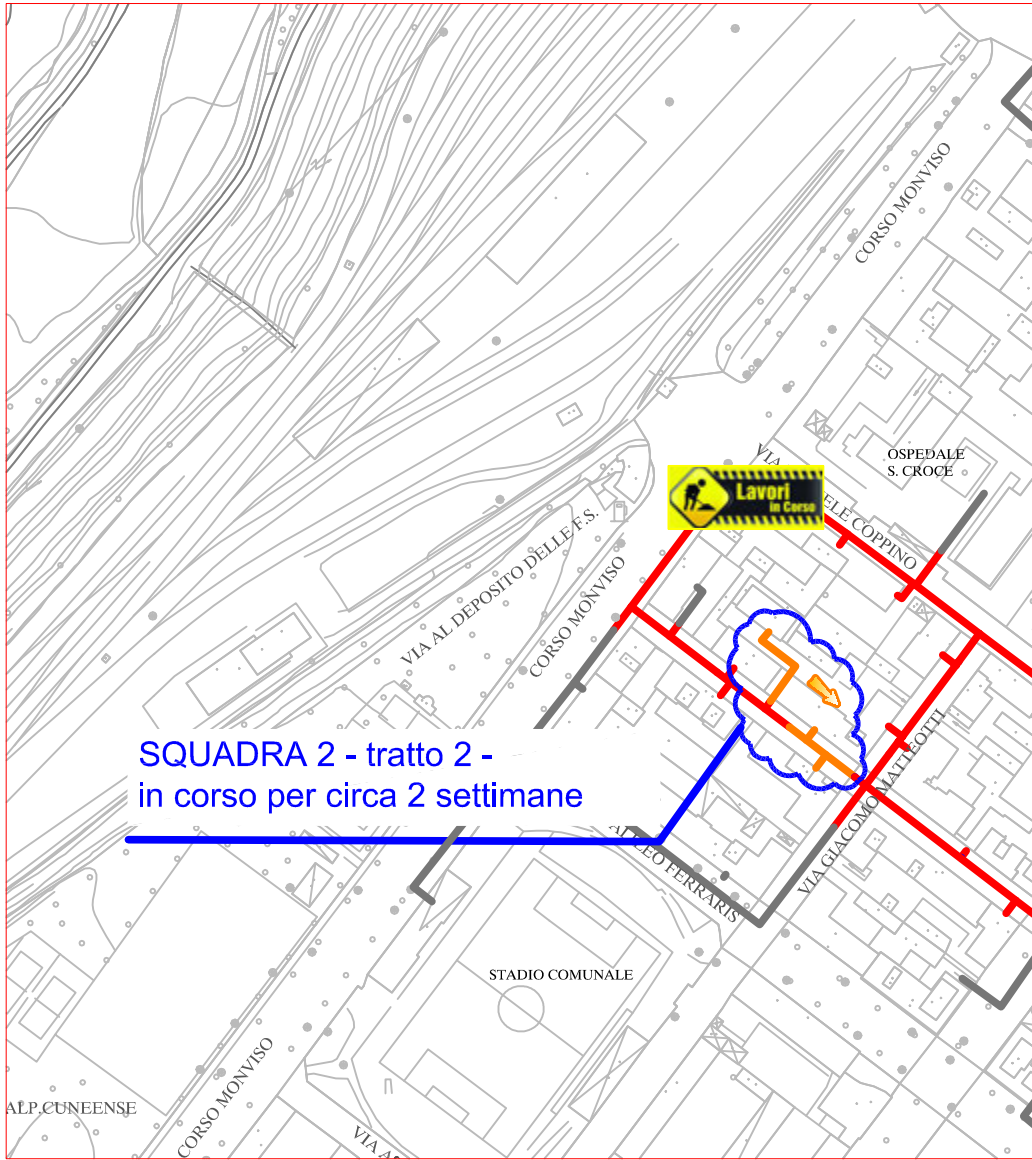 CORSO MONVISO
OSPEDALE
S. CROCE
VIA
ELE COPPINO
Lavori
in Corso
VIA AL DEPOSITO DELLE F.S.
CORSO MONVISO
SQUADRA 2 - tratto 2 -
in corso per circa 2 settimane
VIA GIACOMO MATTEOTTI
LEO FERRARIS
STADIO COMUNALE
CORSO MONVISO
ALP.CUNEENSE
VIA